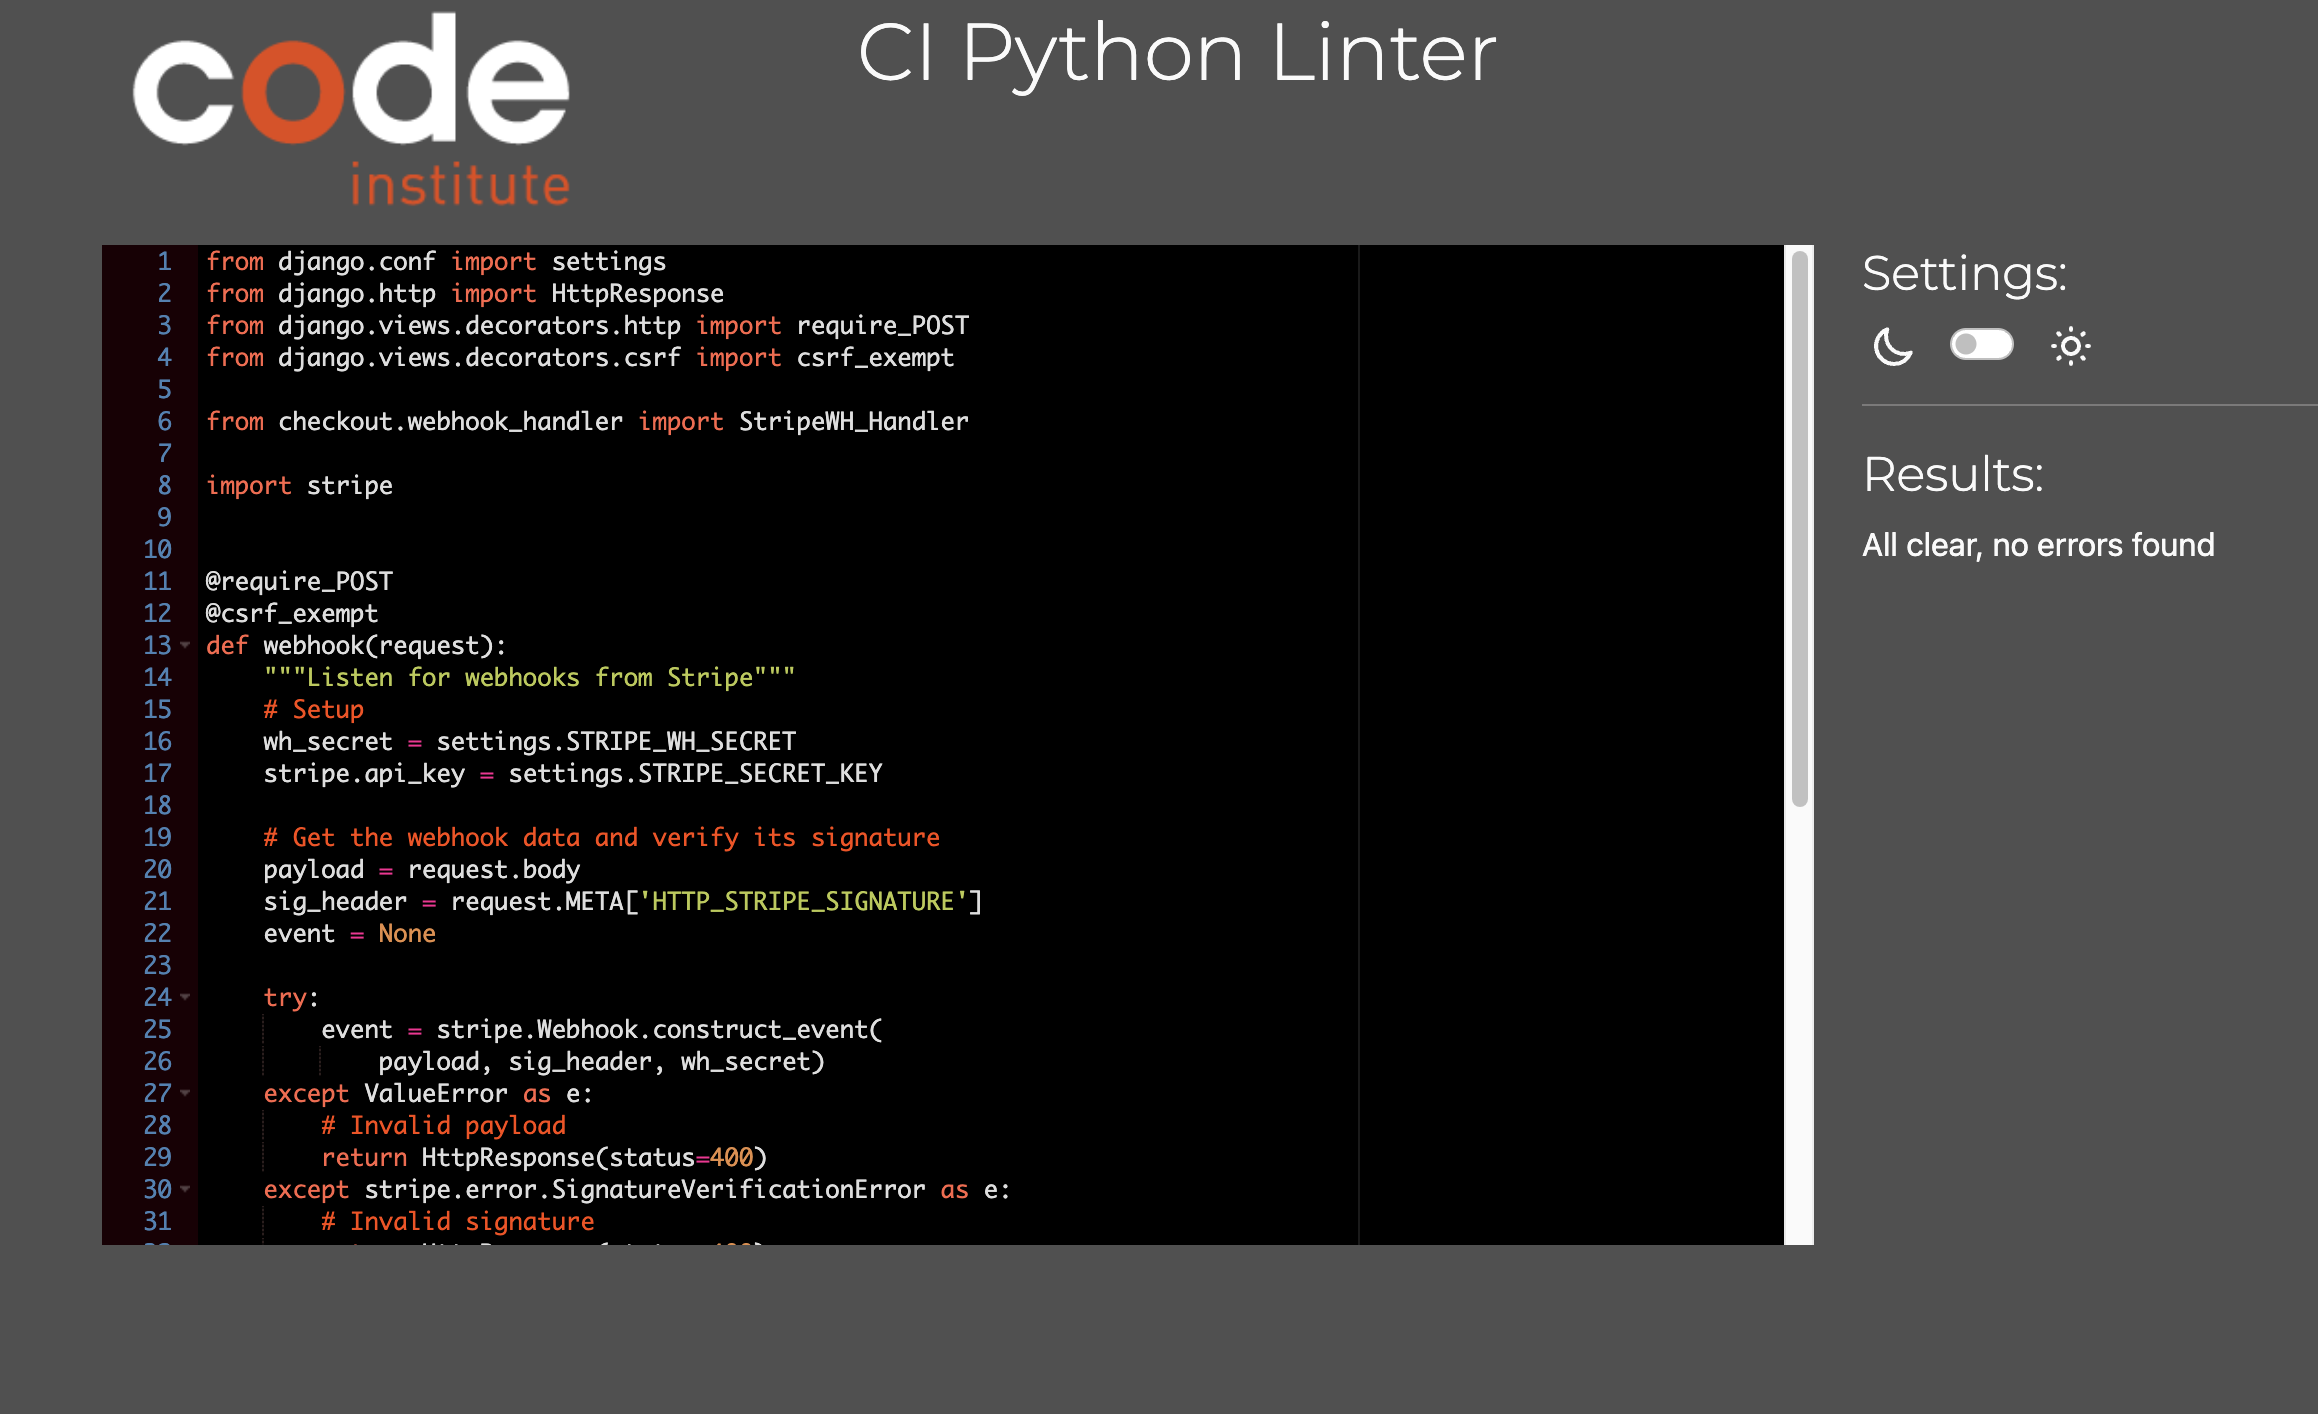 code
institute
CI Python Linter
1 from django.conf import settings
2 from django.http import HttpResponse
3 from django.views.decorators.http import require_POST
4 from django.views.decorators.csrf import csrf_exempt
5
6 from checkout.webhook_handler import StripeWH_Handler
7
8 import stripe
9
10
11 @require_POST
12 @csrf_exempt
13 def webhook(request):
14     """Listen for webhooks from Stripe"""
15     # Setup
16     wh_secret = settings.STRIPE_WH_SECRET
17     stripe.api_key = settings.STRIPE_SECRET_KEY
18
19     # Get the webhook data and verify its signature
20     payload = request.body
21     sig_header = request.META['HTTP_STRIPE_SIGNATURE']
22     event = None
23
24     try:
25         event = stripe.Webhook.construct_event(
26             payload, sig_header, wh_secret)
27     except ValueError as e:
28         # Invalid payload
29         return HttpResponse(status=400)
30     except stripe.error.SignatureVerificationError as e:
31         # Invalid signature
Settings:
Results:
All clear, no errors found